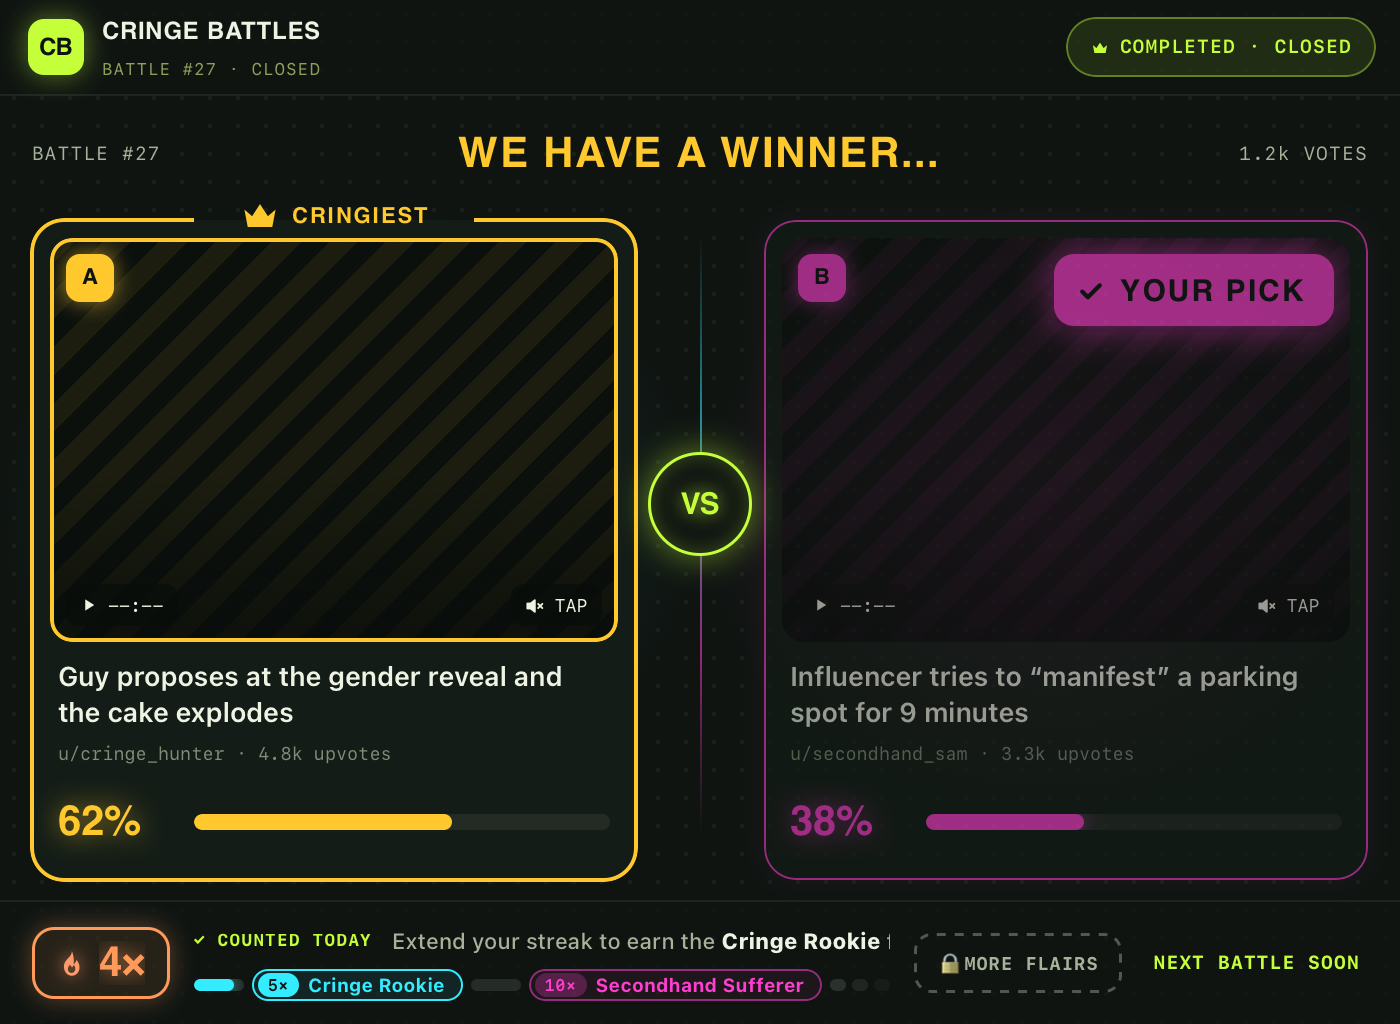 CB
CRINGE BATTLES
BATTLE #27 · CLOSED
COMPLETED · CLOSED
BATTLE #27
WE HAVE A WINNER...
1.2k VOTES
CRINGIEST
A
––:––
TAP
Guy proposes at the gender reveal and
the cake explodes
u/cringe_hunter · 4.8k upvotes
62%
VS
B
YOUR PICK
––:––
TAP
Influencer tries to “manifest” a parking
spot for 9 minutes
u/secondhand_sam · 3.3k upvotes
38%
4×
COUNTED TODAY
Extend your streak to earn the Cringe Rookie
5× Cringe Rookie
10× Secondhand Sufferer
MORE FLAIRS
NEXT BATTLE SOON